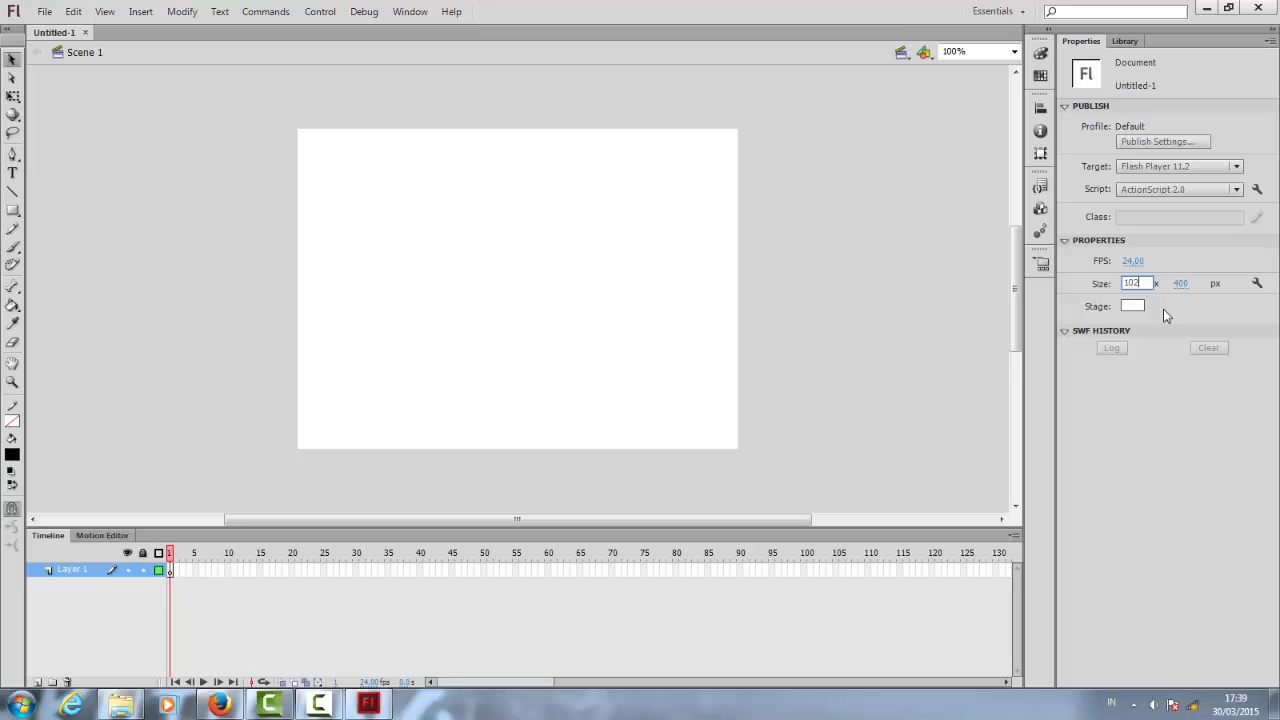 Fl File Edit View Insert Modify Text Commands Control Debug Window Help Essentials
Untitled-1 ×
Scene 1 100%
Properties Library
Fl Document
Untitled-1
PUBLISH
Profile: Default
Publish Settings...
Target: Flash Player 11.2
Script: ActionScript 2.0
Class:
PROPERTIES
FPS: 24,00
Size: 102 x 400 px
Stage:
SWF HISTORY
Log Clear
Timeline Motion Editor
1 5 10 15 20 25 30 35 40 45 50 55 60 65 70 75 80 85 90 95 100 105 110 115 120 125 130
Layer 1
1 24,00 fps 0,0 s
Fl IN 17:39
30/03/2015